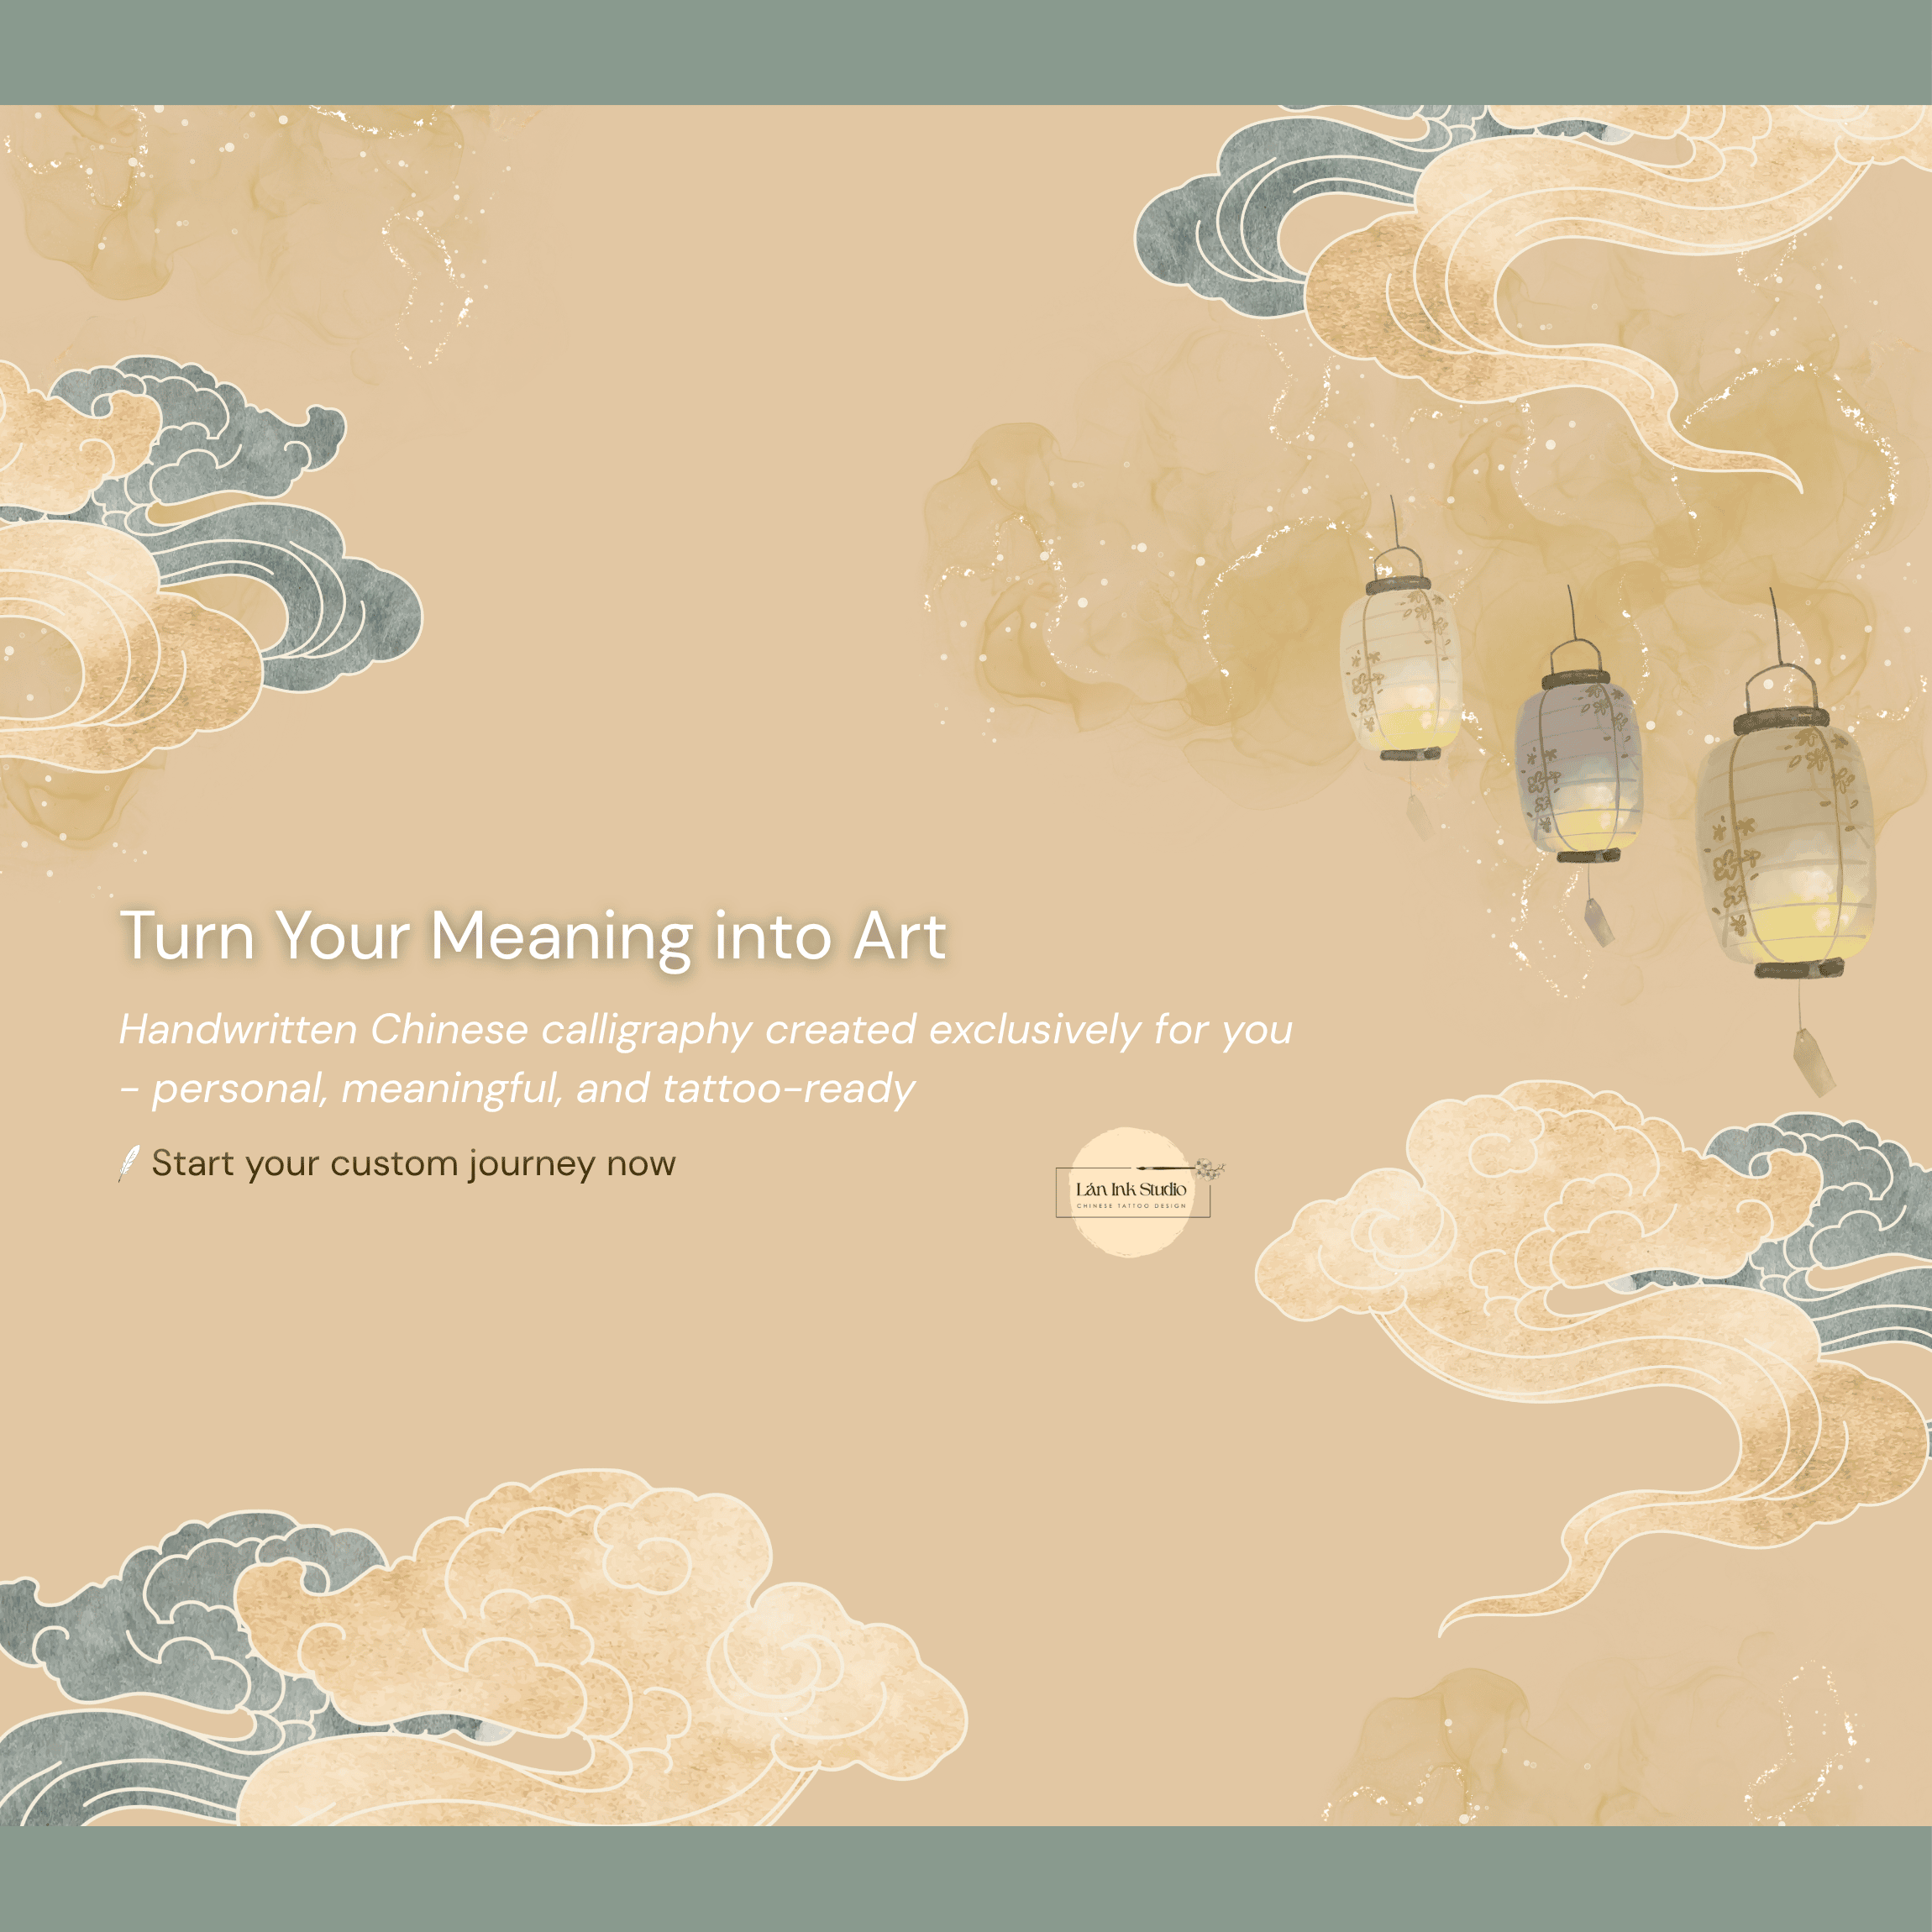 Turn Your Meaning into Art
Handwritten Chinese calligraphy created exclusively for you
– personal, meaningful, and tattoo-ready
Start your custom journey now
Lán Ink Studio
CHINESE TATTOO DESIGN